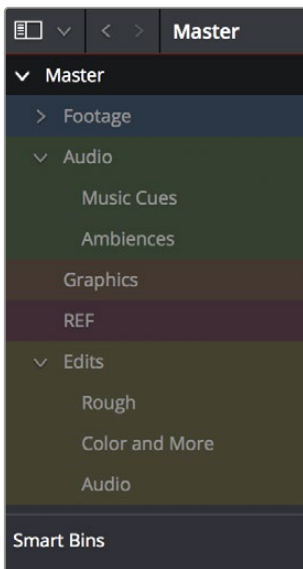 Master
Master
Footage
Audio
Music Cues
Ambiences
Graphics
REF
Edits
Rough
Color and More
Audio
Smart Bins